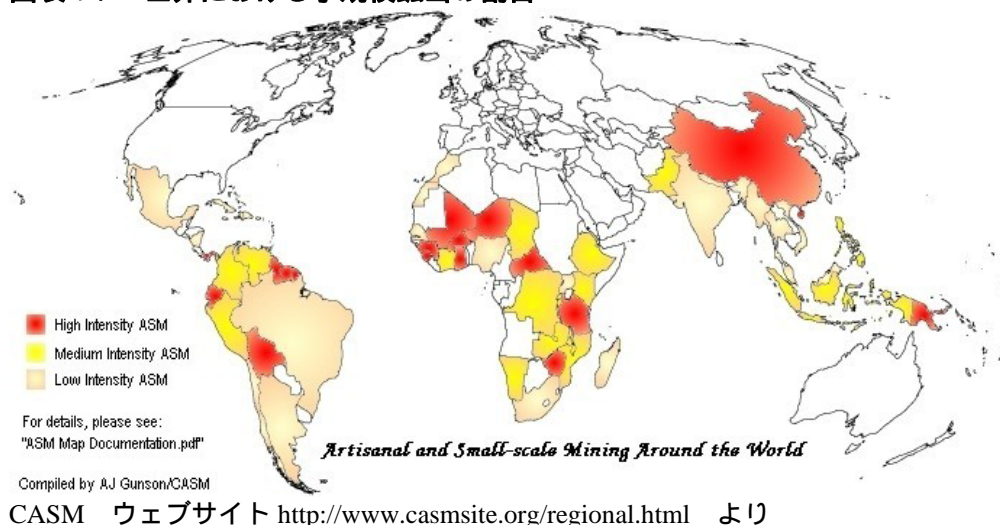 High Intensity ASM
Medium Intensity ASM
Low Intensity ASM
For details, please see:
"ASM Map Documentation.pdf"
Artisanal and Small-scale Mining Around the World
Compiled by AJ Gunson/CASM
CASM ウェブサイト http://www.casmsite.org/regional.html より